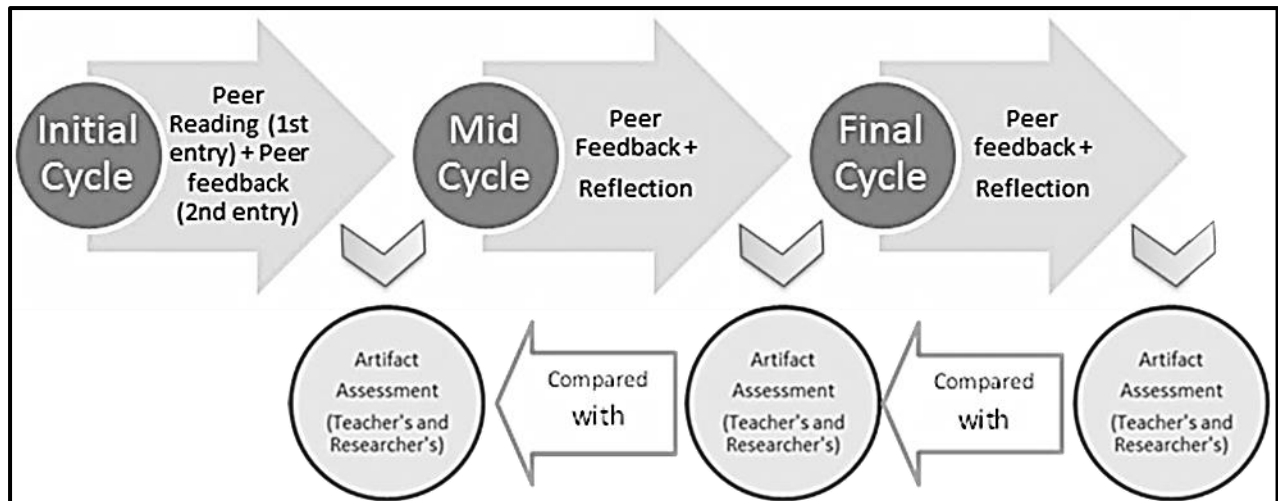 Initial
Cycle
Peer
Reading (1st
entry) + Peer
feedback
(2nd entry)
Mid
Cycle
Peer
Feedback +
Reflection
Final
Cycle
Peer
feedback +
Reflection
Artifact
Assessment
(Teacher's and
Researcher's)
Compared
with
Artifact
Assessment
(Teacher's and
Researcher's)
Compared
with
Artifact
Assessment
(Teacher's and
Researcher's)